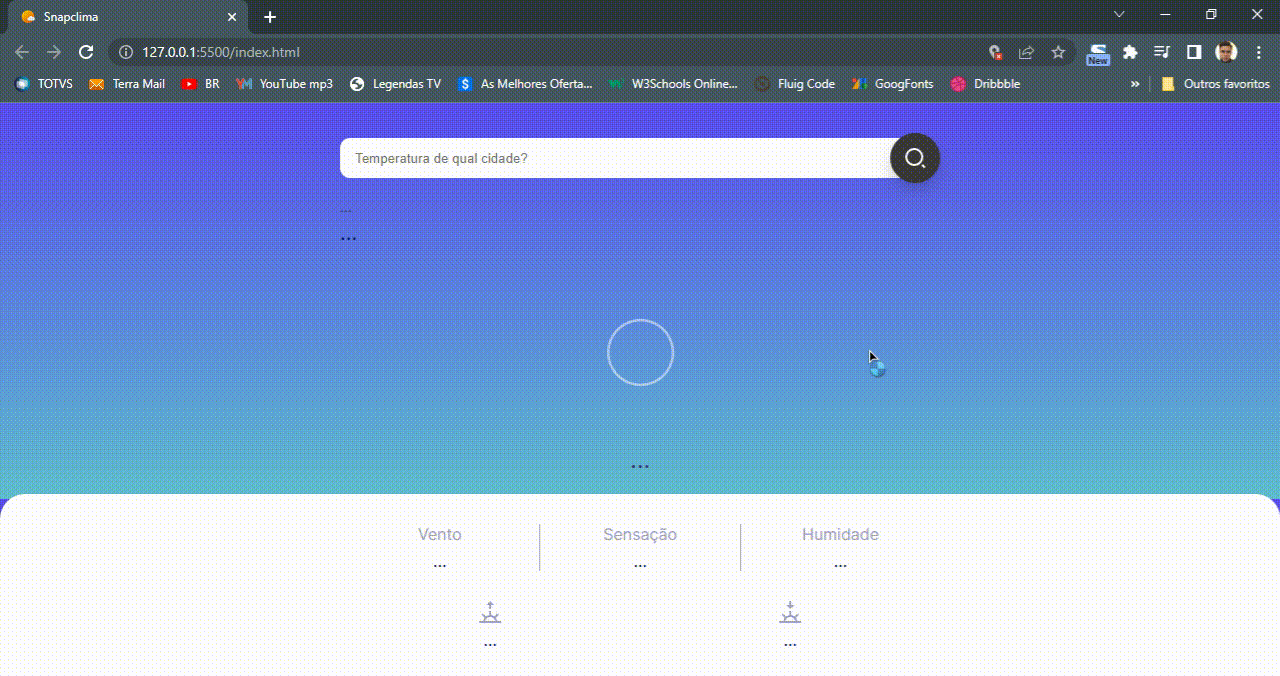 Snapclima
127.0.0.1:5500/index.html
New
TOTVS Terra Mail BR YouTube mp3 Legendas TV As Melhores Oferta... W3Schools Online... Fluig Code GoogFonts Dribbble » Outros favoritos
Temperatura de qual cidade?
...
...
...
Vento Sensação Humidade
... ... ...
... ...